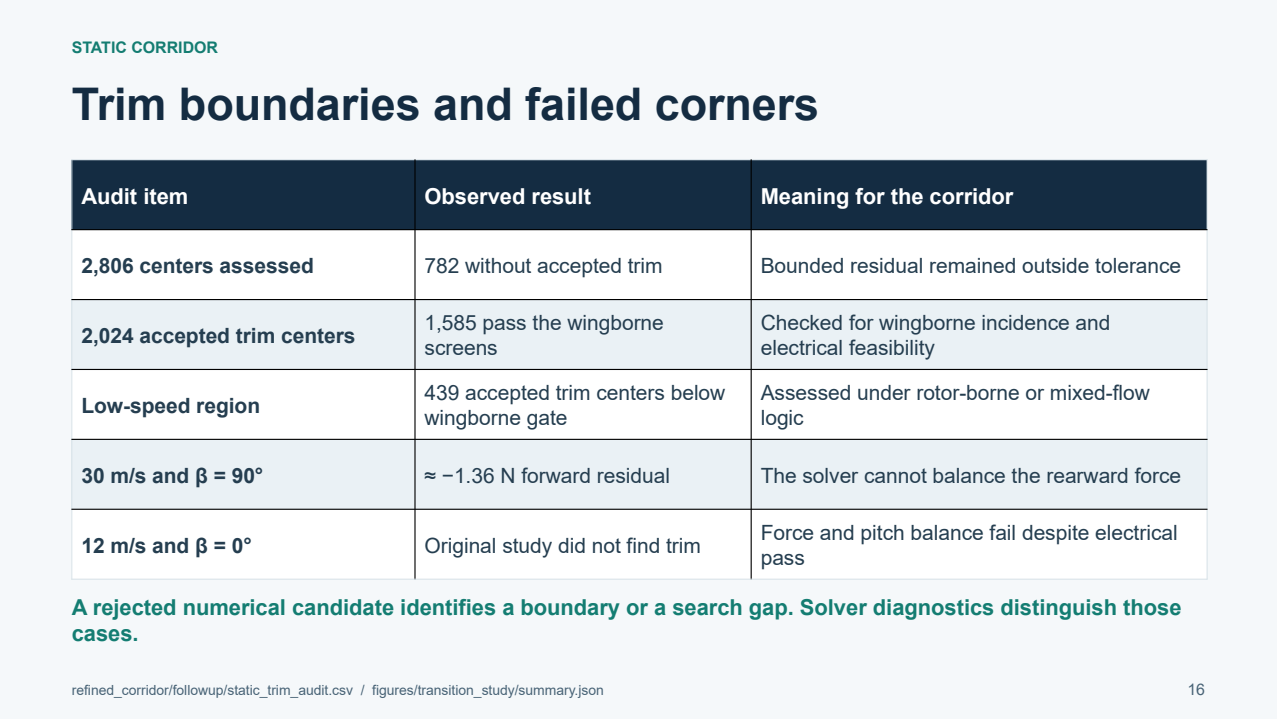 STATIC CORRIDOR
Trim boundaries and failed corners
Audit item
Observed result
Meaning for the corridor
2,806 centers assessed
782 without accepted trim
Bounded residual remained outside tolerance
2,024 accepted trim centers
1,585 pass the wingborne
screens
Checked for wingborne incidence and
electrical feasibility
Low-speed region
439 accepted trim centers below
wingborne gate
Assessed under rotor-borne or mixed-flow
logic
30 m/s and β = 90°
≈ −1.36 N forward residual
The solver cannot balance the rearward force
12 m/s and β = 0°
Original study did not find trim
Force and pitch balance fail despite electrical
pass
A rejected numerical candidate identifies a boundary or a search gap. Solver diagnostics distinguish those
cases.
refined_corridor/followup/static_trim_audit.csv / figures/transition_study/summary.json
16